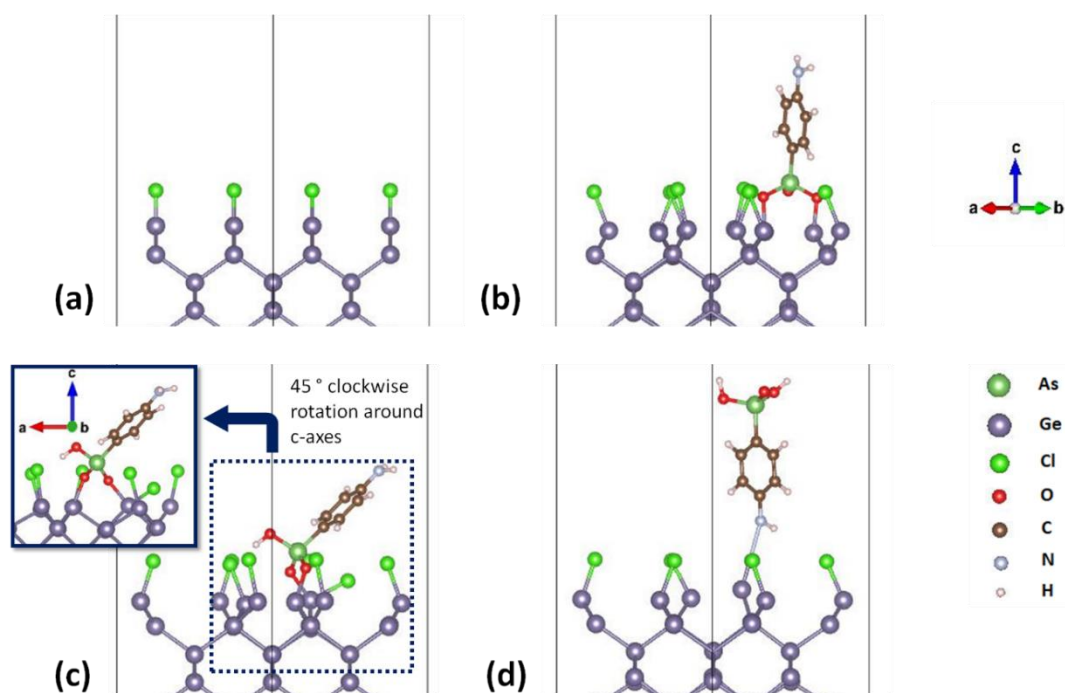 (a)
(b)
c
a
b
c
a
b
45 ° clockwise
rotation around
c-axes
(c)
(d)
As
Ge
Cl
O
C
N
H